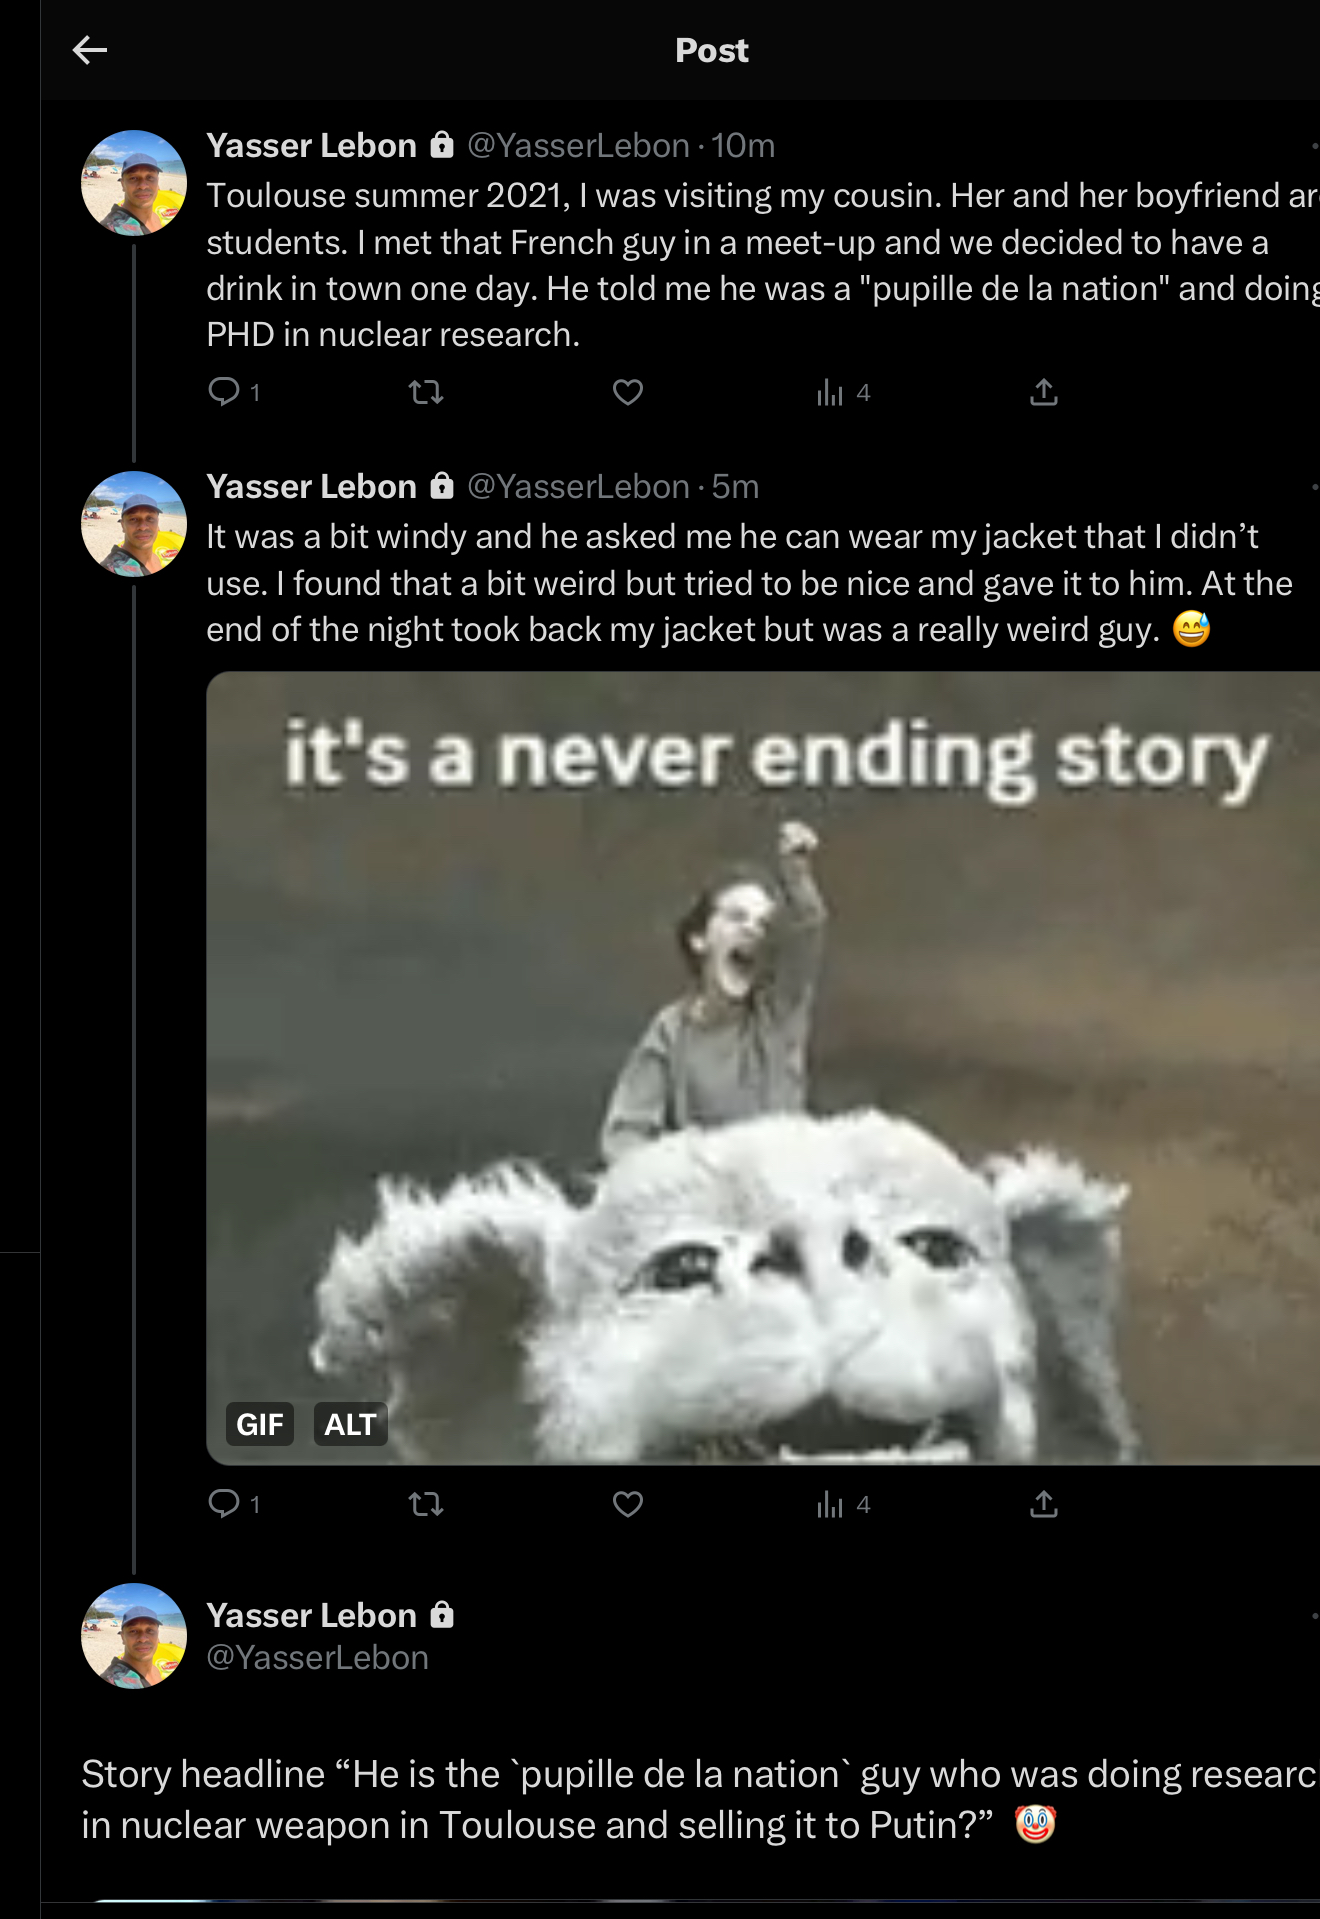 Post
Yasser Lebon @YasserLebon · 10m
Toulouse summer 2021, I was visiting my cousin. Her and her boyfriend ar
students. I met that French guy in a meet-up and we decided to have a
drink in town one day. He told me he was a "pupille de la nation" and doing
PHD in nuclear research.
1 4
Yasser Lebon @YasserLebon · 5m
It was a bit windy and he asked me he can wear my jacket that I didn’t
use. I found that a bit weird but tried to be nice and gave it to him. At the
end of the night took back my jacket but was a really weird guy. 😅
it's a never ending story
GIF ALT
1 4
Yasser Lebon
@YasserLebon
Story headline “He is the `pupille de la nation` guy who was doing researc
in nuclear weapon in Toulouse and selling it to Putin?” 🤡